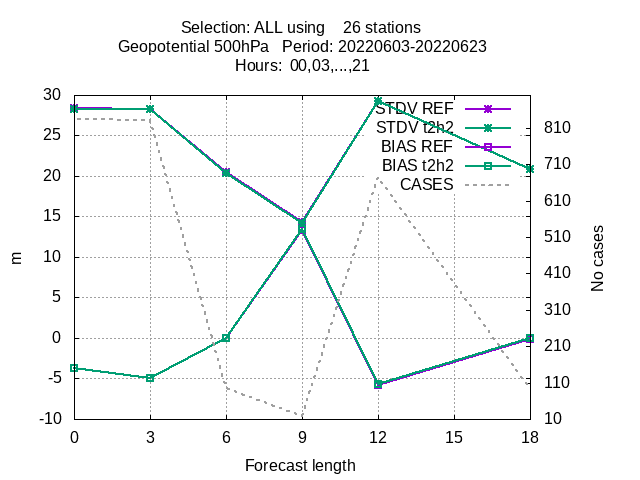 Selection: ALL using    26 stations
Geopotential 500hPa   Period: 20220603-20220623
Hours:  00,03,...,21
STDV REF
STDV t2h2
BIAS REF
BIAS t2h2
CASES
30
25
20
15
10
5
0
-5
-10
m
810
710
610
510
410
310
210
110
10
No cases
0 3 6 9 12 15 18
Forecast length